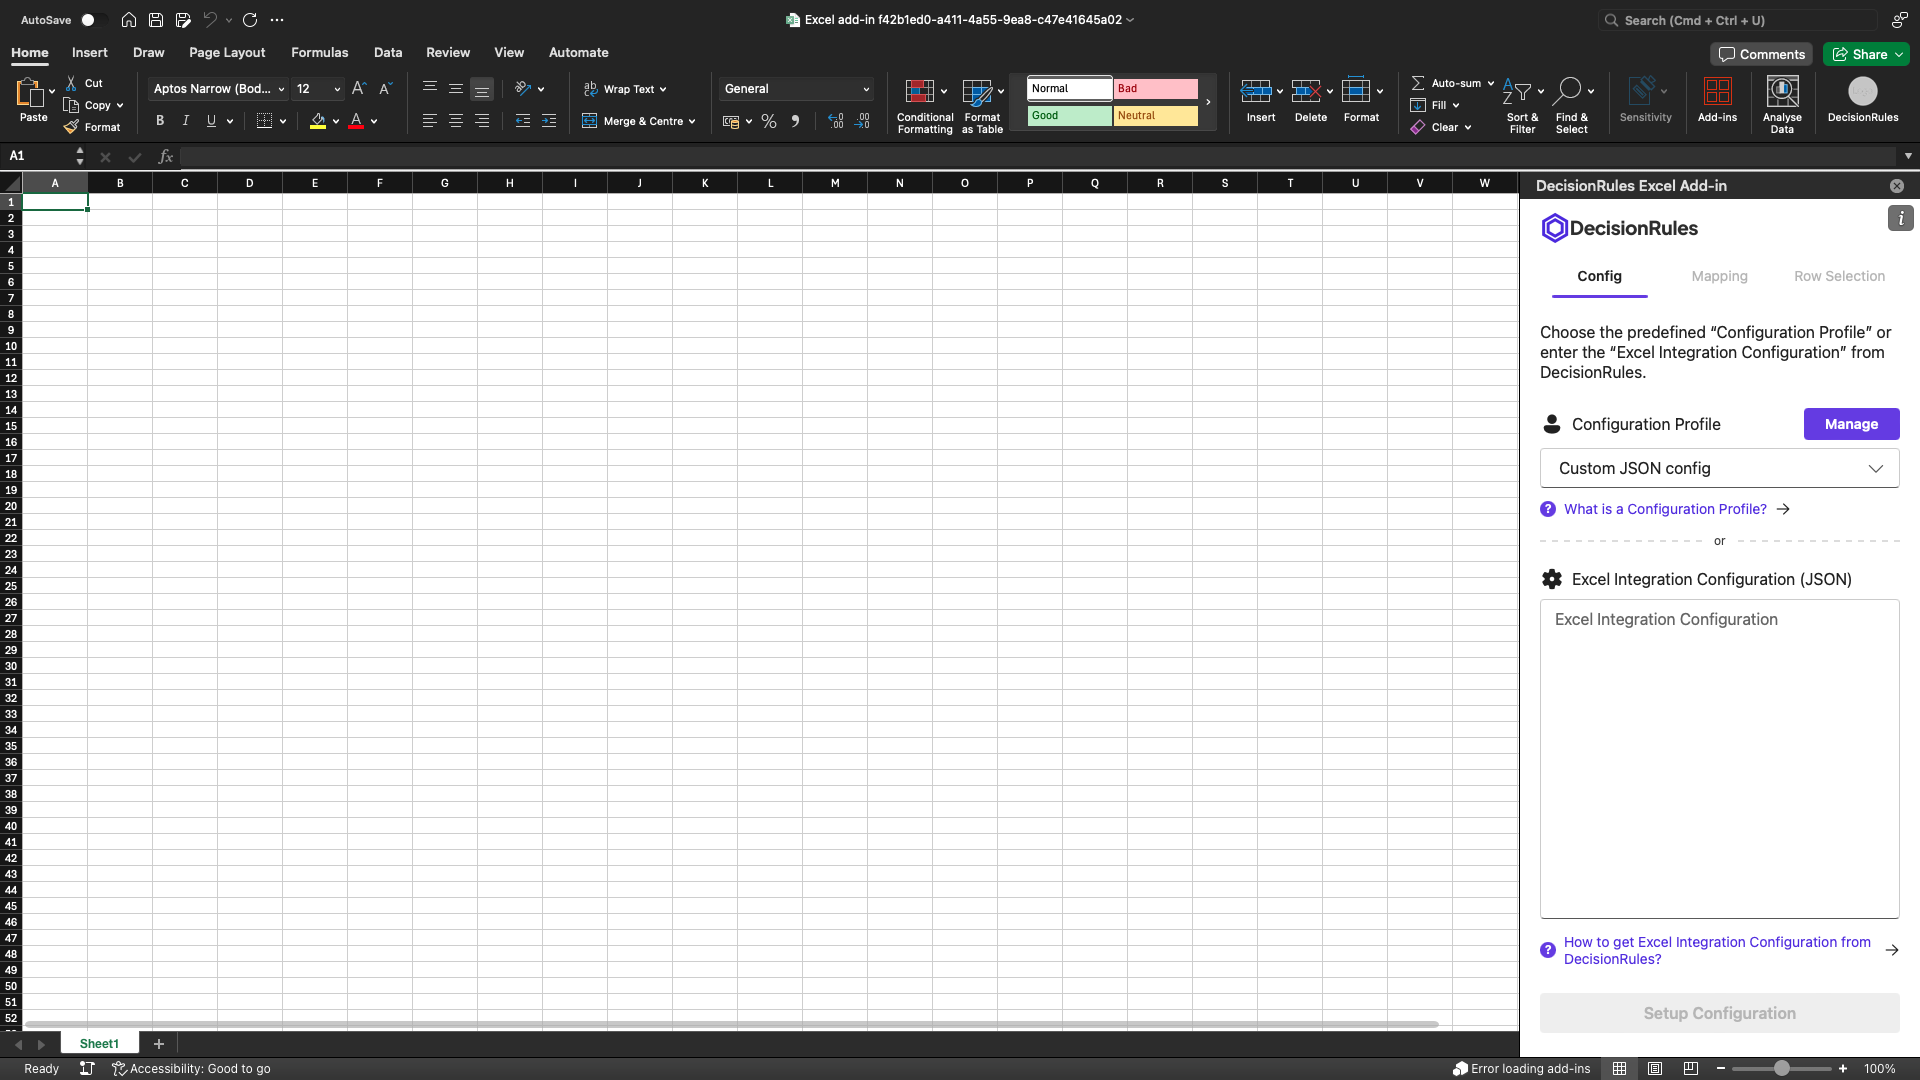 AutoSave
Excel add-in f42b1ed0-a411-4a55-9ea8-c47e41645a02
Search (Cmd + Ctrl + U)
Home Insert Draw Page Layout Formulas Data Review View Automate
Comments Share
Paste
Cut
Copy
Format
Aptos Narrow (Bod... 12
B I U
Wrap Text
Merge & Centre
General
Conditional Formatting
Format as Table
Normal Bad
Good Neutral
Insert Delete Format
Auto-sum
Fill
Clear
Sort & Filter
Find & Select
Sensitivity
Add-ins
Analyse Data
DecisionRules
A1 fx
A B C D E F G H I J K L M N O P Q R S T U V W
1
2
3
4
5
6
7
8
9
10
11
12
13
14
15
16
17
18
19
20
21
22
23
24
25
26
27
28
29
30
31
32
33
34
35
36
37
38
39
40
41
42
43
44
45
46
47
48
49
50
51
52
DecisionRules Excel Add-in
DecisionRules
Config Mapping Row Selection
Choose the predefined “Configuration Profile” or
enter the “Excel Integration Configuration” from
DecisionRules.
Configuration Profile Manage
Custom JSON config
What is a Configuration Profile?
or
Excel Integration Configuration (JSON)
Excel Integration Configuration
How to get Excel Integration Configuration from
DecisionRules?
Setup Configuration
Sheet1
Ready Accessibility: Good to go
Error loading add-ins
100%